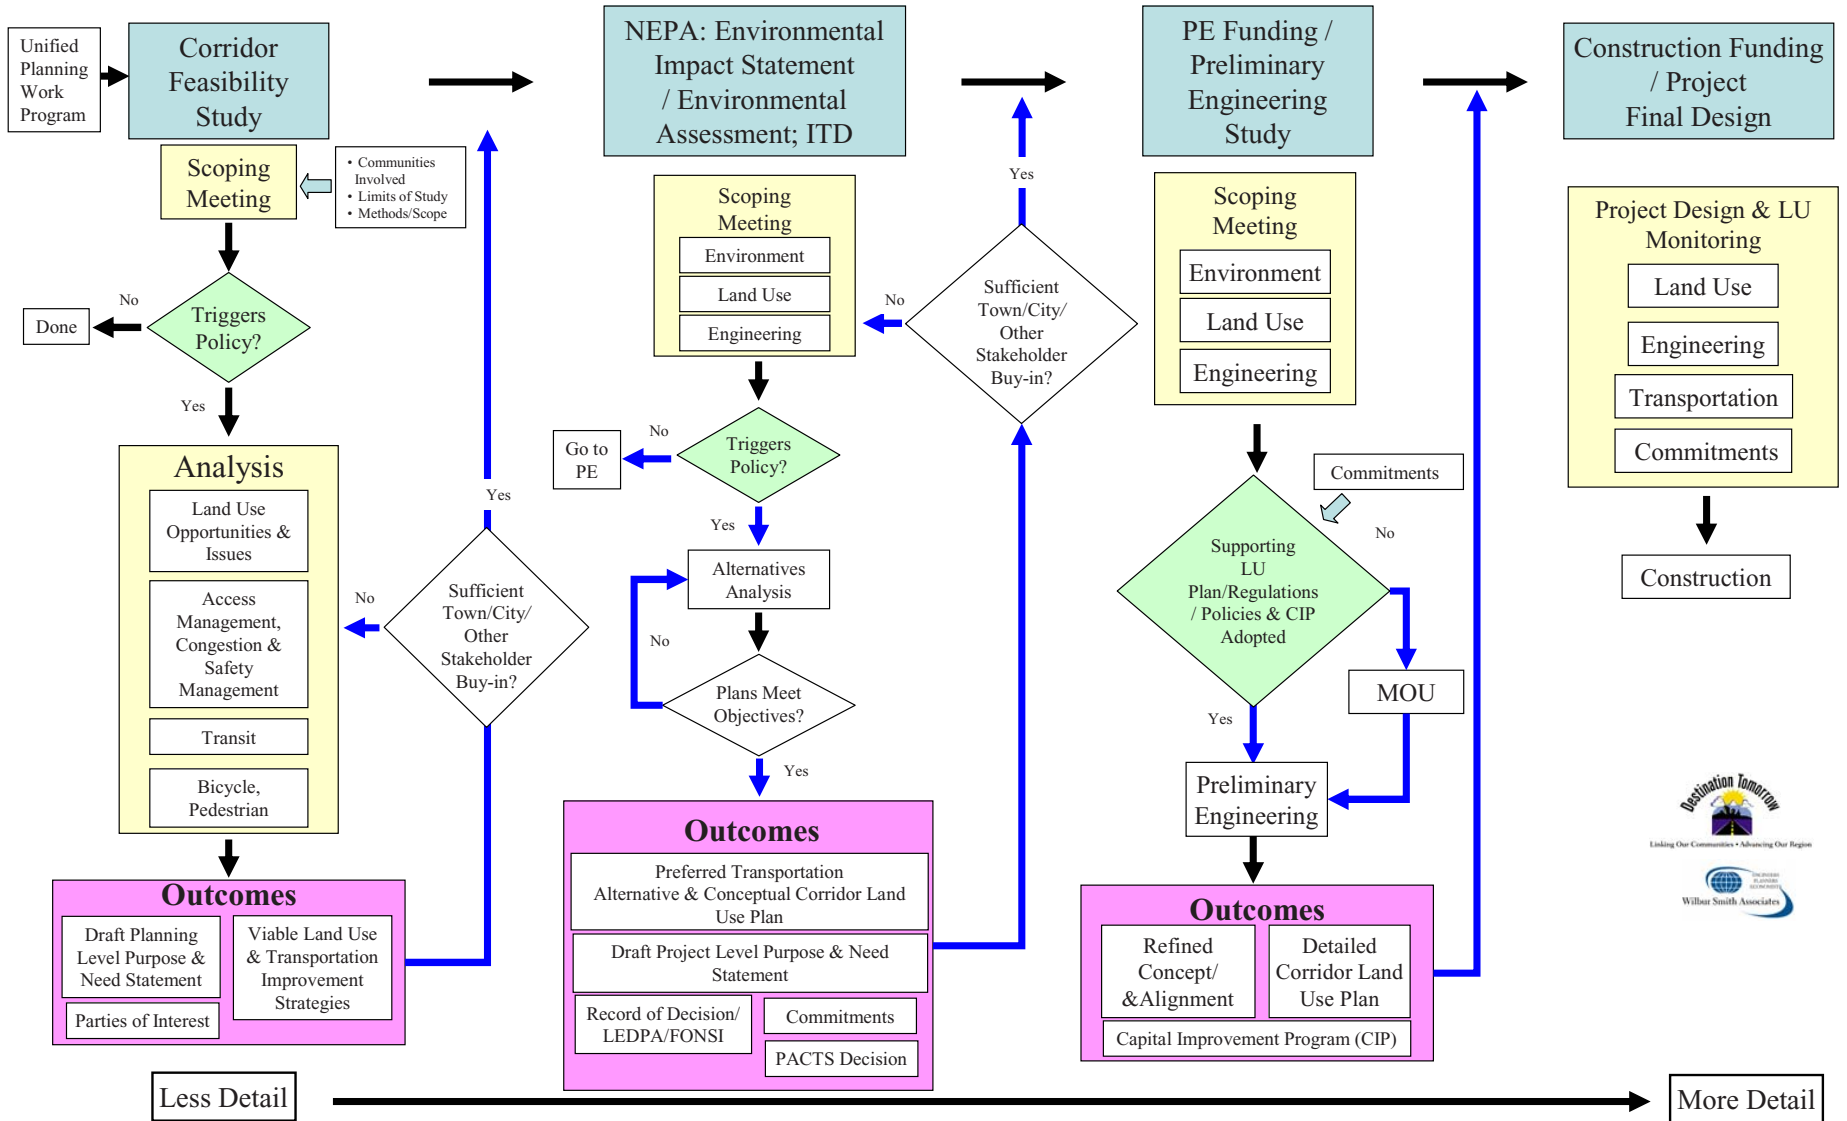 Unified
Planning
Work
Program
Corridor
Feasibility
Study
Scoping
Meeting
• Communities
Involved
• Limits of Study
• Methods/Scope
Triggers
Policy?
No
Done
Yes
Analysis
Land Use
Opportunities &
Issues
Access
Management,
Congestion &
Safety
Management
Transit
Bicycle,
Pedestrian
Outcomes
Draft Planning
Level Purpose &
Need Statement
Viable Land Use
& Transportation
Improvement
Strategies
Parties of Interest
Yes
No
Sufficient
Town/City/
Other
Stakeholder
Buy-in?
NEPA: Environmental
Impact Statement
/ Environmental
Assessment; ITD
Scoping
Meeting
Environment
Land Use
Engineering
Triggers
Policy?
No
Go to
PE
Yes
Alternatives
Analysis
No
Plans Meet
Objectives?
Yes
Outcomes
Preferred Transportation
Alternative & Conceptual Corridor Land
Use Plan
Draft Project Level Purpose & Need
Statement
Record of Decision/
LEDPA/FONSI
Commitments
PACTS Decision
Yes
No
Sufficient
Town/City/
Other
Stakeholder
Buy-in?
PE Funding /
Preliminary
Engineering
Study
Scoping
Meeting
Environment
Land Use
Engineering
Commitments
No
Supporting
LU
Plan/Regulations
/ Policies & CIP
Adopted
MOU
Yes
Preliminary
Engineering
Outcomes
Refined
Concept/
&Alignment
Detailed
Corridor Land
Use Plan
Capital Improvement Program (CIP)
Construction Funding
/ Project
Final Design
Project Design & LU
Monitoring
Land Use
Engineering
Transportation
Commitments
Construction
Destination Tomorrow
Linking Our Communities • Advancing Our Region
ENGINEERS
PLANNERS
ECONOMISTS
Wilbur Smith Associates
Less Detail
More Detail